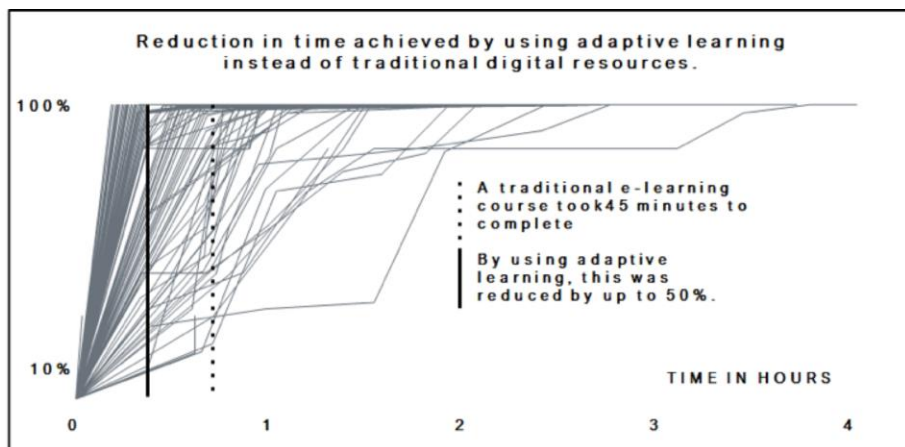 Reduction in time achieved by using adaptive learning
instead of traditional digital resources.
100%
A traditional e-learning
course took45 minutes to
complete
By using adaptive
learning, this was
reduced by up to 50%.
10%
TIME IN HOURS
0 1 2 3 4